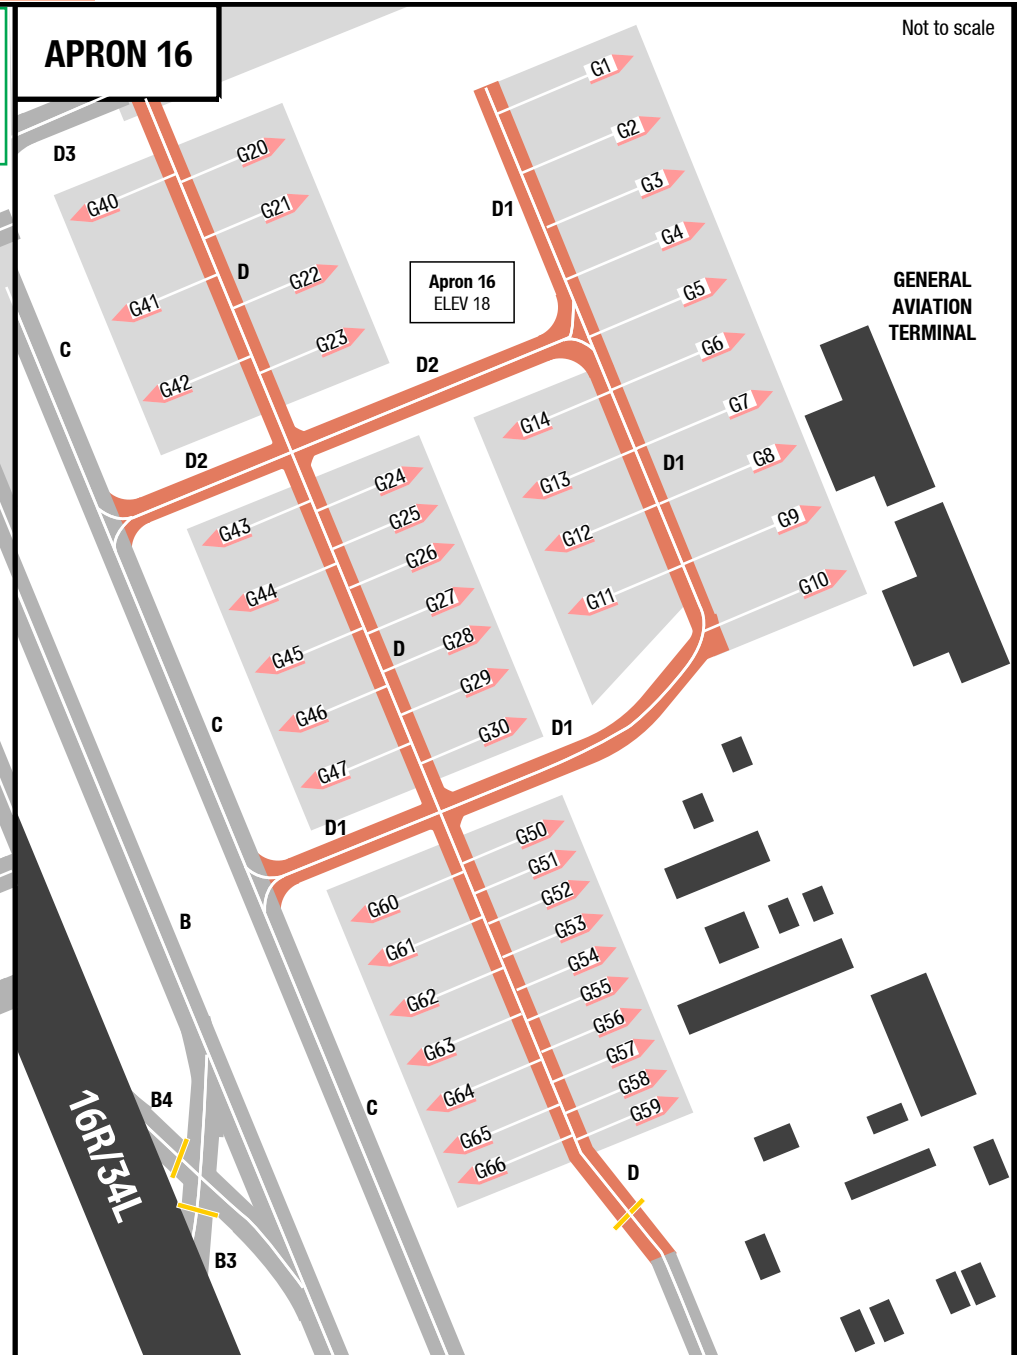 APRON 16
Not to scale
G1
G2
D3
G20
G3
G40
G21
D1
G4
D
G22
Apron 16
ELEV 18
G5
GENERAL
AVIATION
TERMINAL
G41
C
G23
G6
D2
G42
G7
G14
D2
D1
G8
G24
G13
G25
G9
G43
G12
G26
G10
G44
G27
G11
G28
D
G45
G29
G46
C
G30
D1
G47
D1
G50
G51
G52
G60
B
G53
G61
G54
G55
G62
G56
G63
G57
G58
G64
B4
C
G59
G65
16R/34L
G66
D
B3